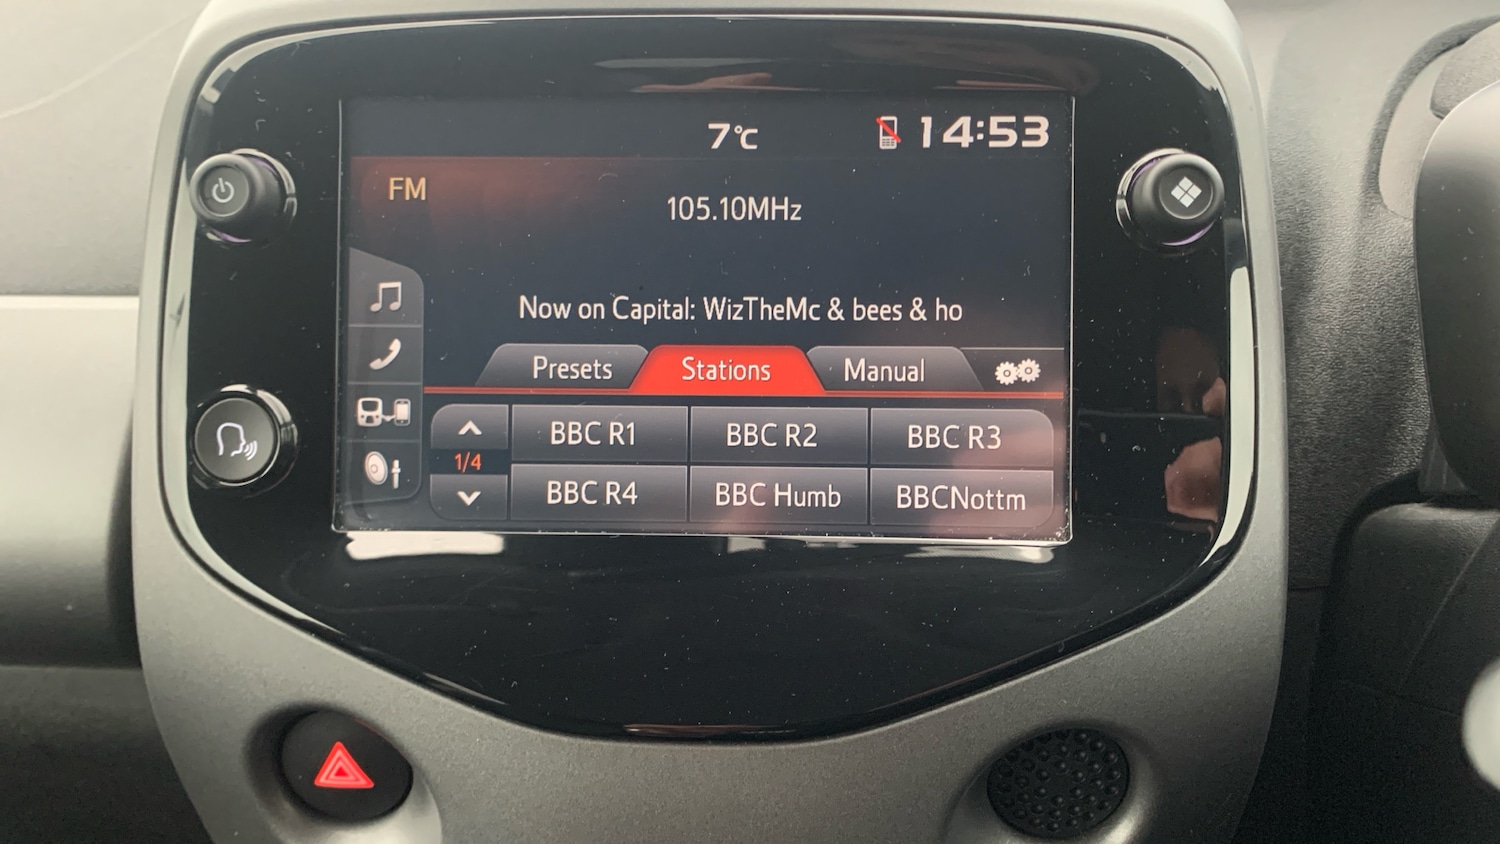 7°C 14:53
FM
105.10MHz
Now on Capital: WizTheMc & bees & ho
Presets Stations Manual
BBC R1 BBC R2 BBC R3
1/4
BBC R4 BBC Humb BBCNottm